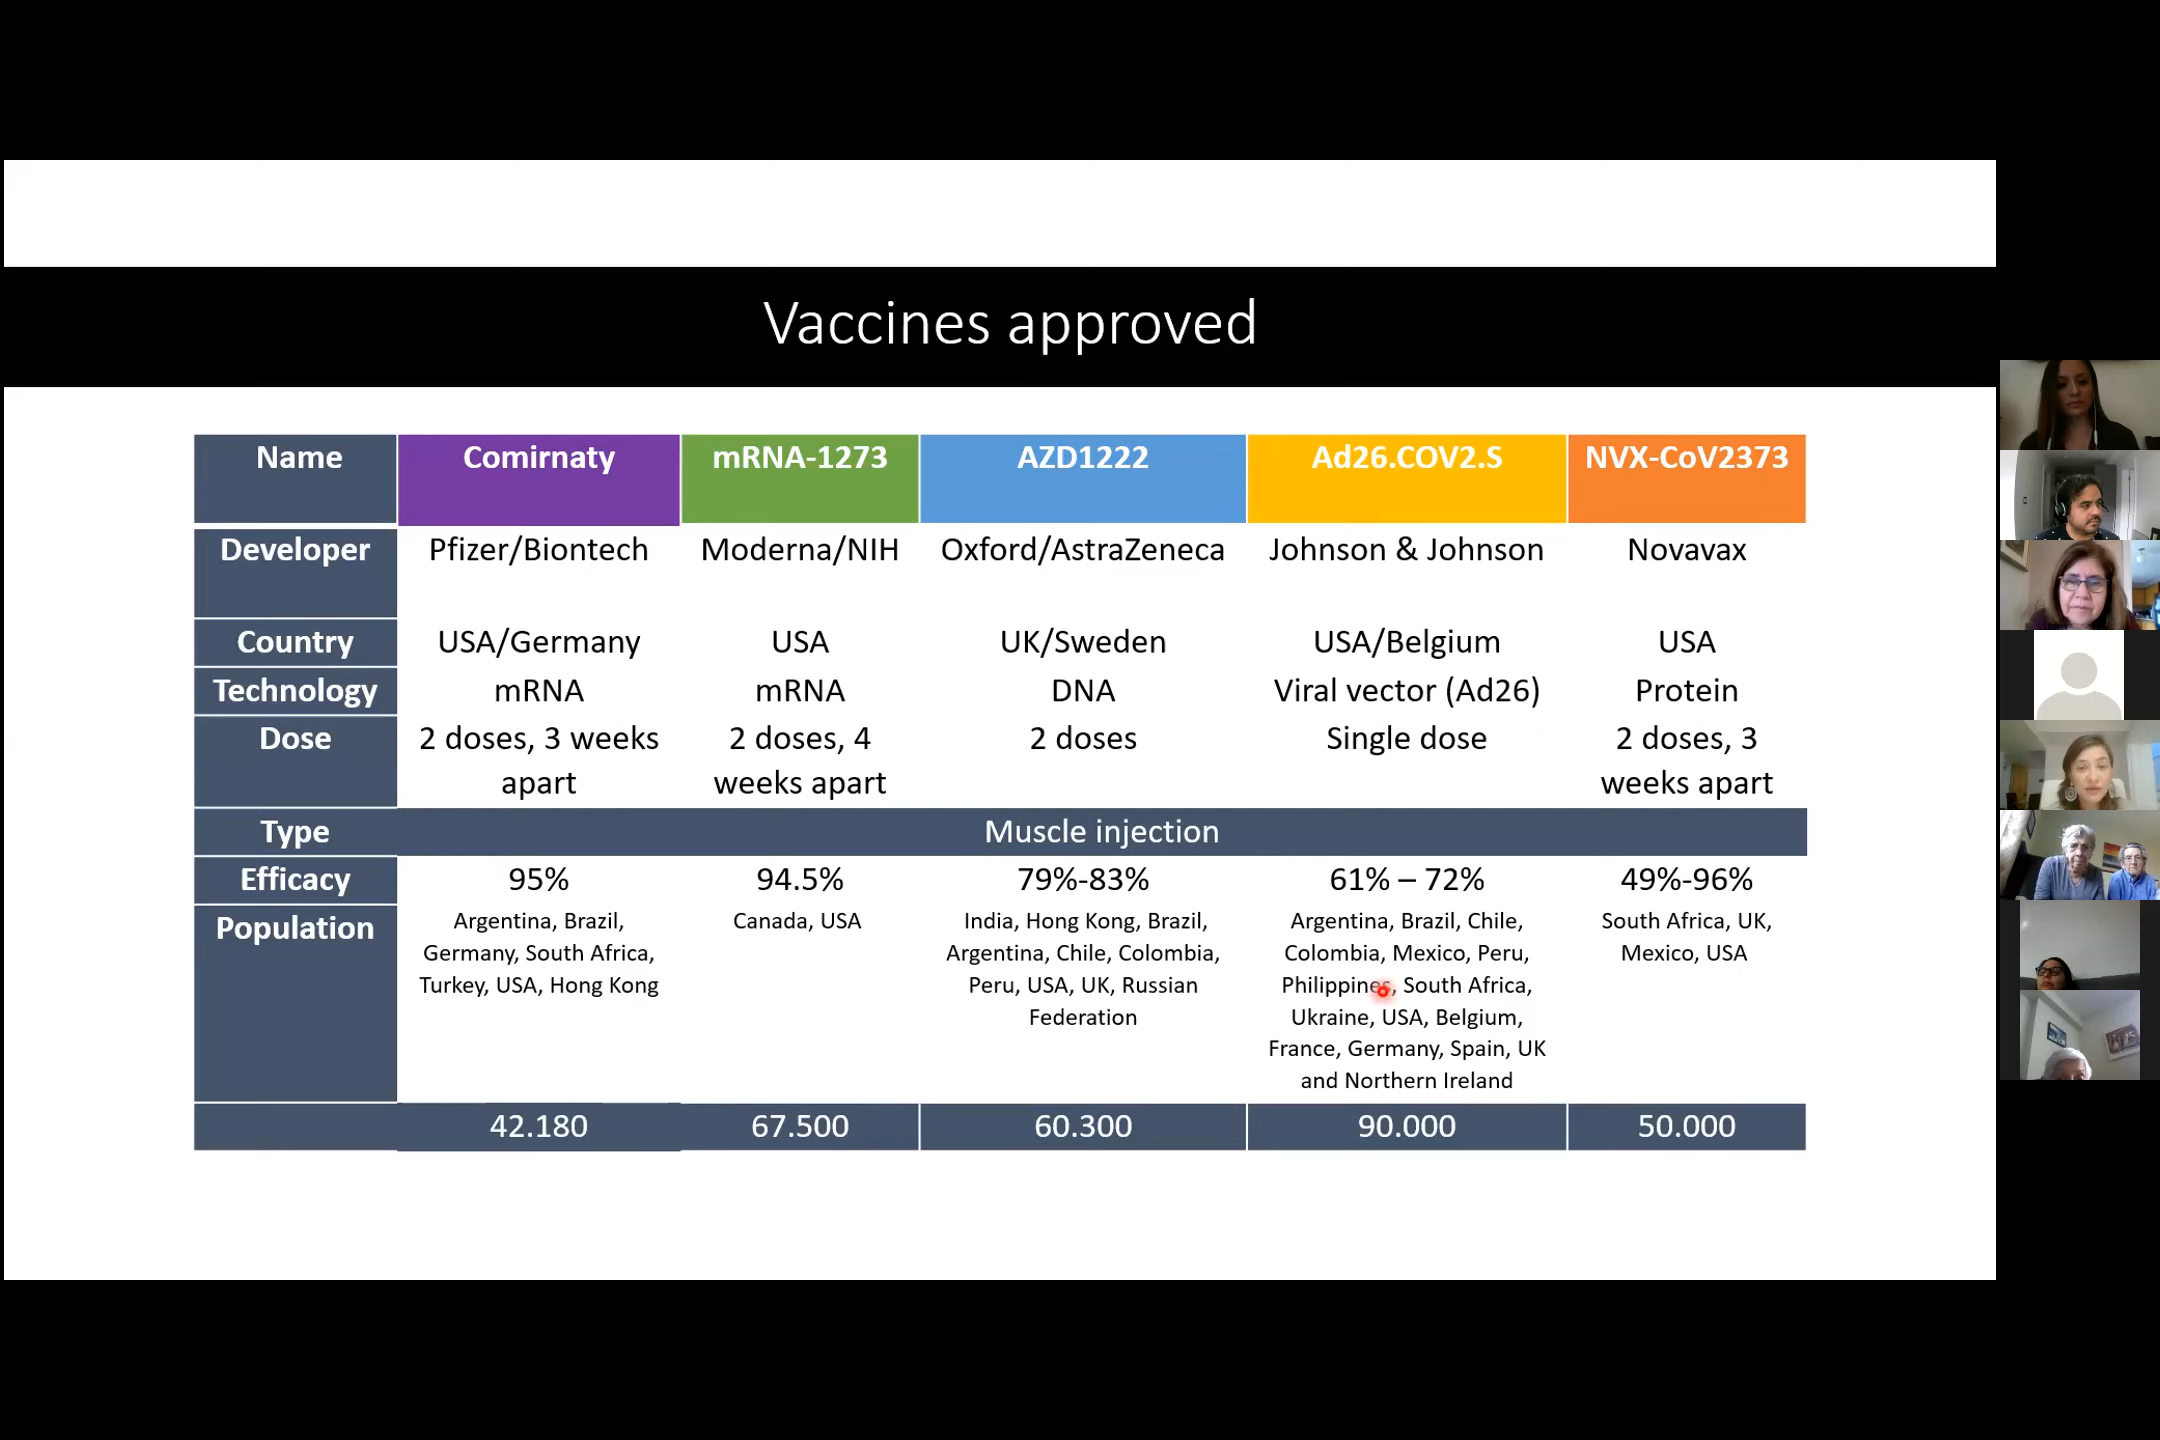 Vaccines approved
Name Comirnaty mRNA-1273 AZD1222 Ad26.COV2.S NVX-CoV2373
Developer Pfizer/Biontech Moderna/NIH Oxford/AstraZeneca Johnson & Johnson Novavax
Country USA/Germany USA UK/Sweden USA/Belgium USA
Technology mRNA mRNA DNA Viral vector (Ad26) Protein
Dose 2 doses, 3 weeks 2 doses, 4 2 doses Single dose 2 doses, 3
apart weeks apart weeks apart
Type Muscle injection
Efficacy 95% 94.5% 79%-83% 61% – 72% 49%-96%
Population Argentina, Brazil, Canada, USA India, Hong Kong, Brazil, Argentina, Brazil, Chile, South Africa, UK,
Germany, South Africa, Argentina, Chile, Colombia, Colombia, Mexico, Peru, Mexico, USA
Turkey, USA, Hong Kong Peru, USA, UK, Russian Philippines, South Africa,
Federation Ukraine, USA, Belgium,
France, Germany, Spain, UK
and Northern Ireland
42.180 67.500 60.300 90.000 50.000